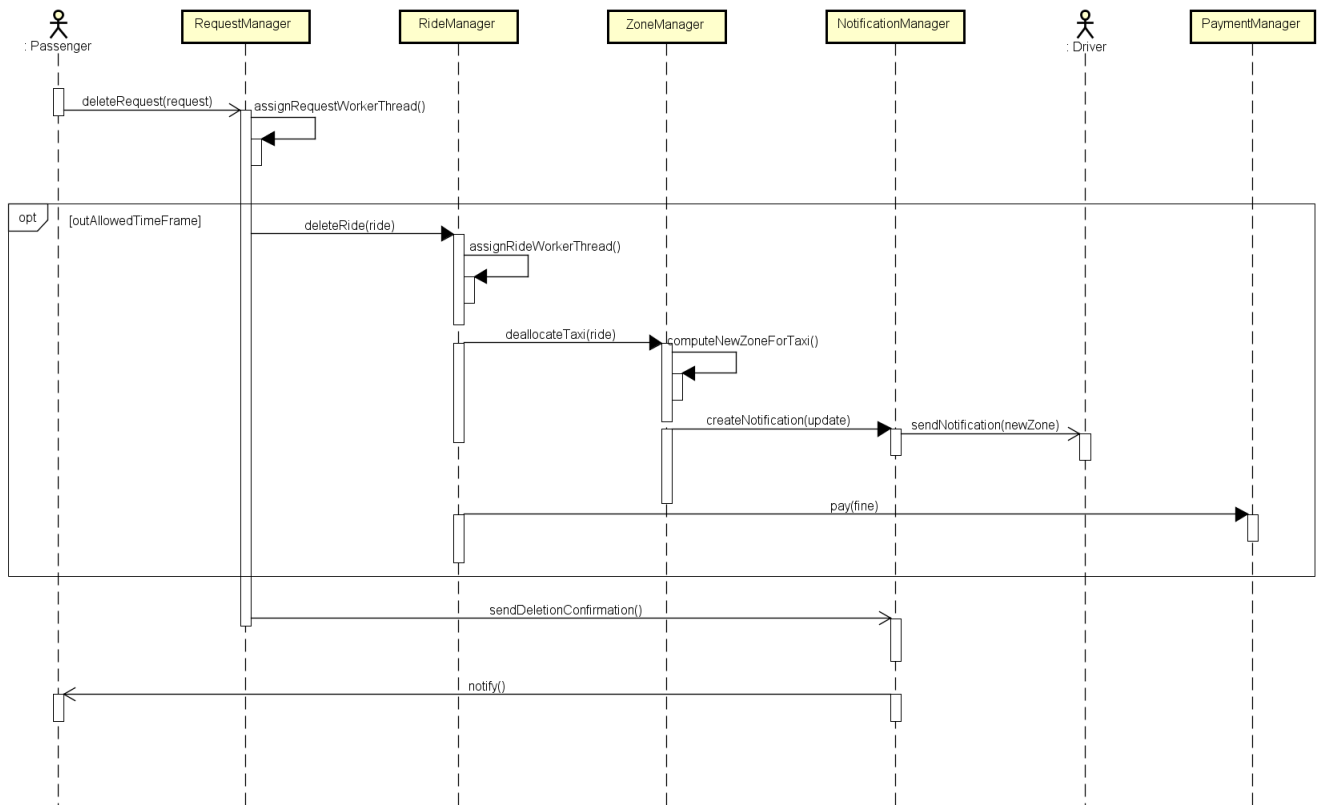 RequestManager
RideManager
ZoneManager
NotificationManager
PaymentManager
: Passenger
: Driver
deleteRequest(request)
assignRequestWorkerThread()
opt
[outAllowedTimeFrame]
deleteRide(ride)
assignRideWorkerThread()
deallocateTaxi(ride)
computeNewZoneForTaxi()
createNotification(update)
sendNotification(newZone)
pay(fine)
sendDeletionConfirmation()
notify()